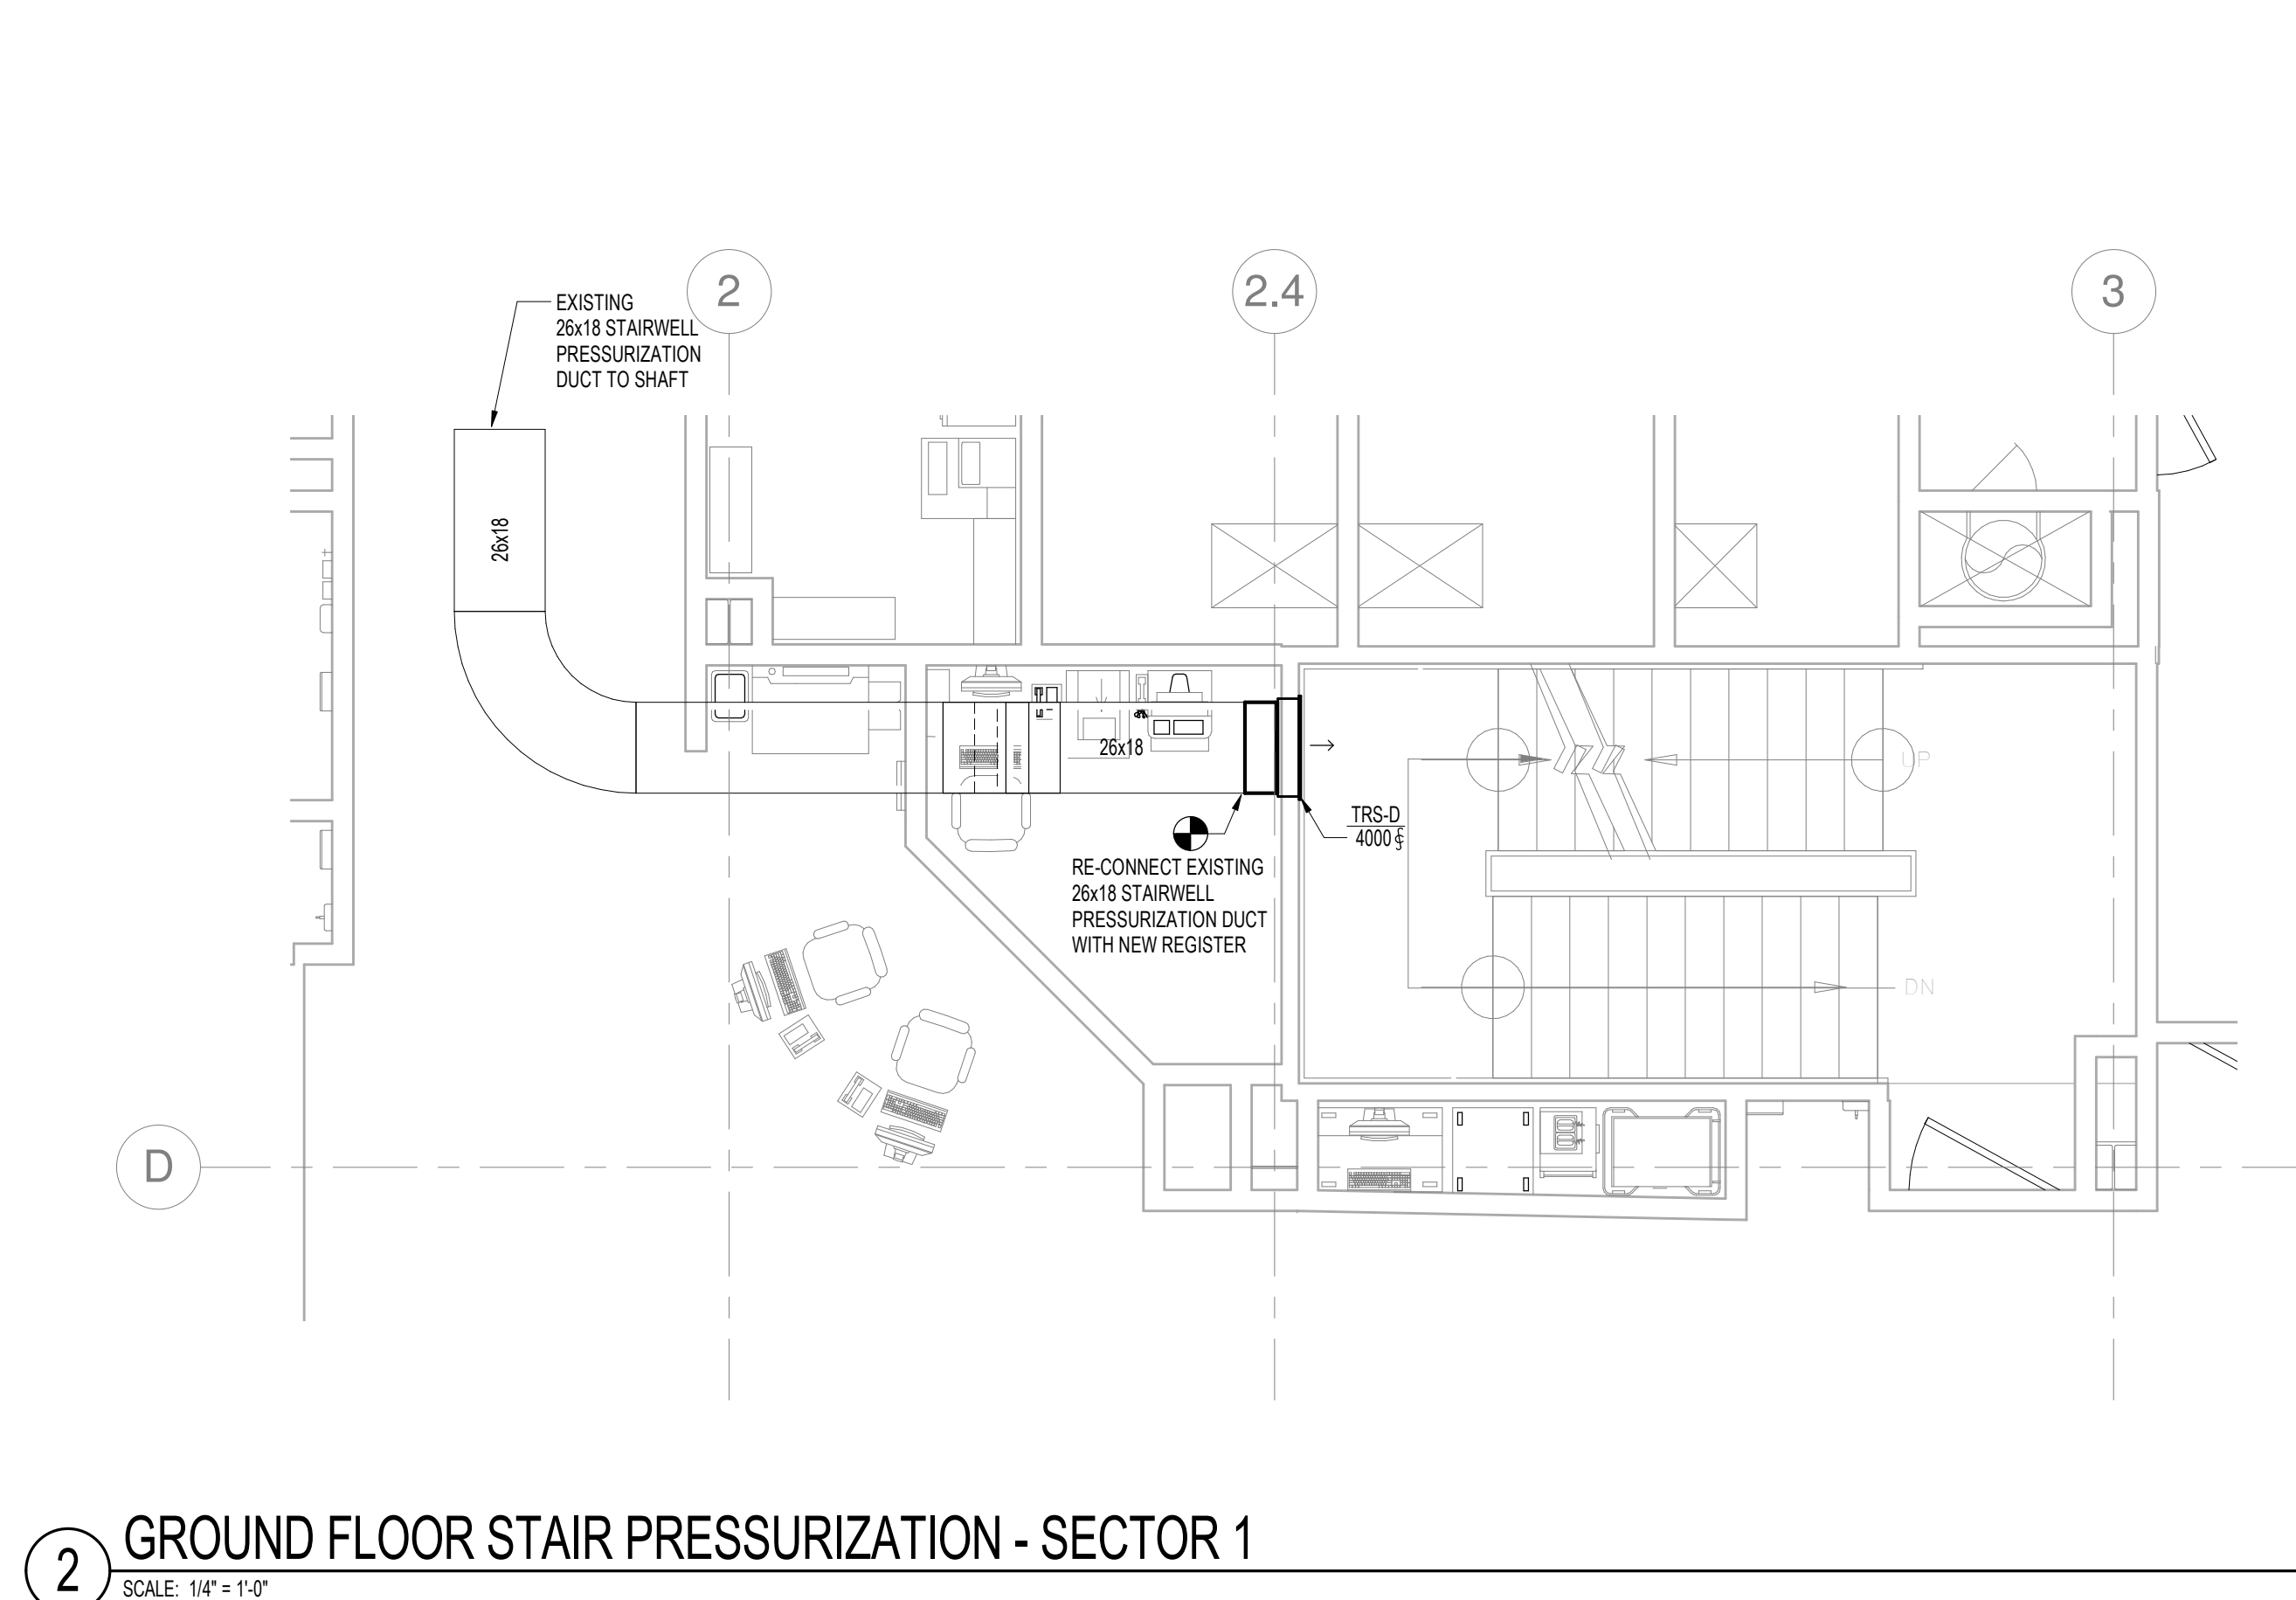 2
2.4
3
EXISTING
26x18 STAIRWELL
PRESSURIZATION
DUCT TO SHAFT
26x18
26x18
UP
TRS-D
4000
RE-CONNECT EXISTING
26x18 STAIRWELL
PRESSURIZATION DUCT
WITH NEW REGISTER
DN
D
2
GROUND FLOOR STAIR PRESSURIZATION - SECTOR 1
SCALE: 1/4" = 1'-0"